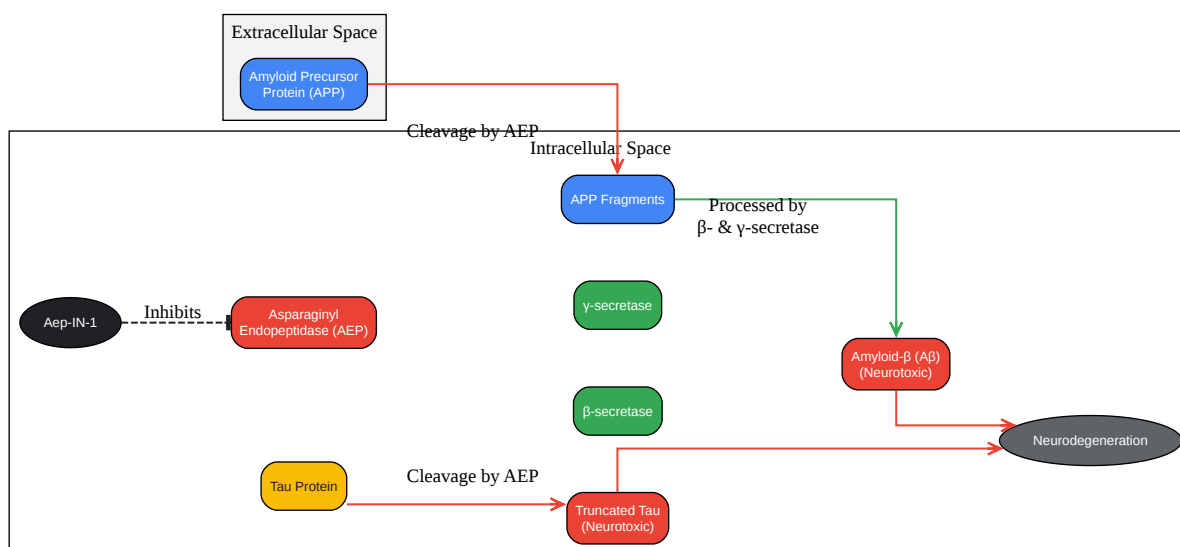 Extracellular Space
Amyloid Precursor
Protein (APP)
Cleavage by AEP
Intracellular Space
APP Fragments
Processed by
β- & γ-secretase
Aep-IN-1
Inhibits
Asparaginyl
Endopeptidase (AEP)
γ-secretase
Amyloid-β (Aβ)
(Neurotoxic)
β-secretase
Neurodegeneration
Tau Protein
Cleavage by AEP
Truncated Tau
(Neurotoxic)